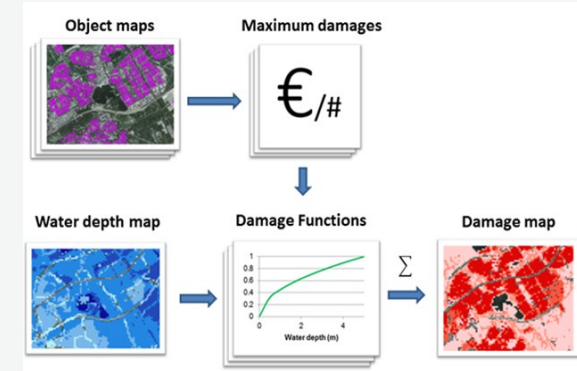 Object maps
Maximum damages
€/#
Water depth map
Damage Functions
Damage map
1
0.8
0.6
0.4
0.2
0
0 2 4
Water depth (m)
∑